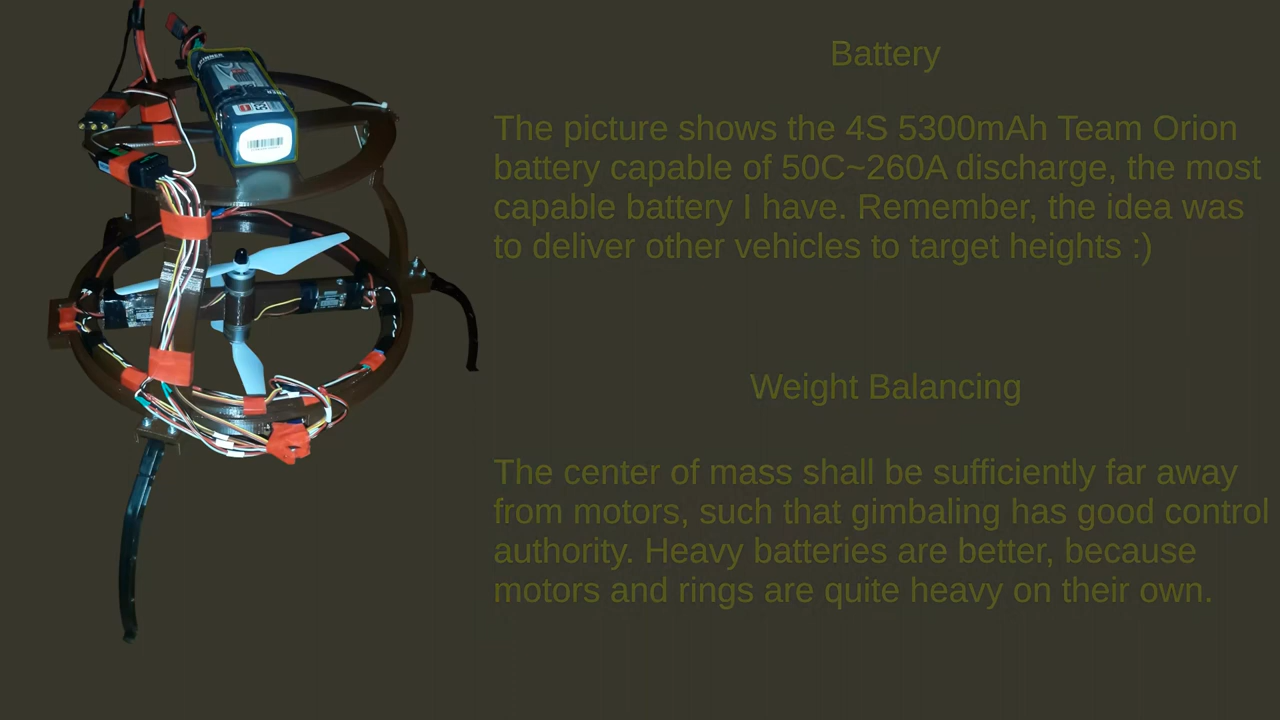 Battery
The picture shows the 4S 5300mAh Team Orion
battery capable of 50C~260A discharge, the most
capable battery I have. Remember, the idea was
to deliver other vehicles to target heights :)
Weight Balancing
The center of mass shall be sufficiently far away
from motors, such that gimbaling has good control
authority. Heavy batteries are better, because
motors and rings are quite heavy on their own.